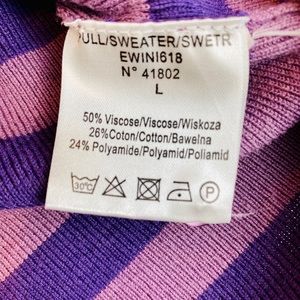 PULL/SWEATER/SWETR
EWINI618
N° 41802
L
50% Viscose/Viscose/Wiskoza
26%Coton/Cotton/Bawelna
24% Polyamide/Polyamid/Poliamid
30°C
P